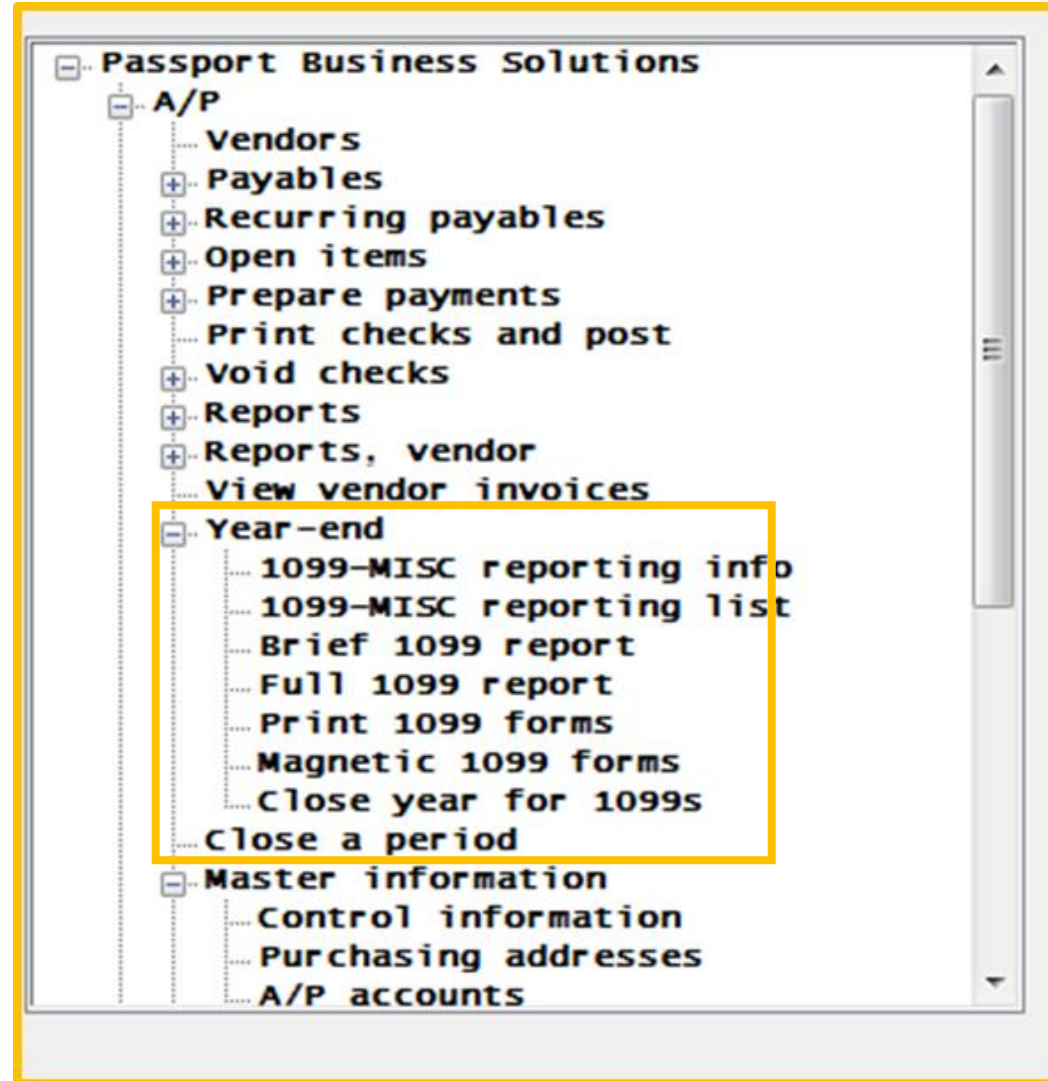 Passport Business Solutions
A/P
Vendors
Payables
Recurring payables
Open items
Prepare payments
Print checks and post
Void checks
Reports
Reports, vendor
View vendor invoices
Year-end
1099-MISC reporting info
1099-MISC reporting list
Brief 1099 report
Full 1099 report
Print 1099 forms
Magnetic 1099 forms
Close year for 1099s
Close a period
Master information
Control information
Purchasing addresses
A/P accounts